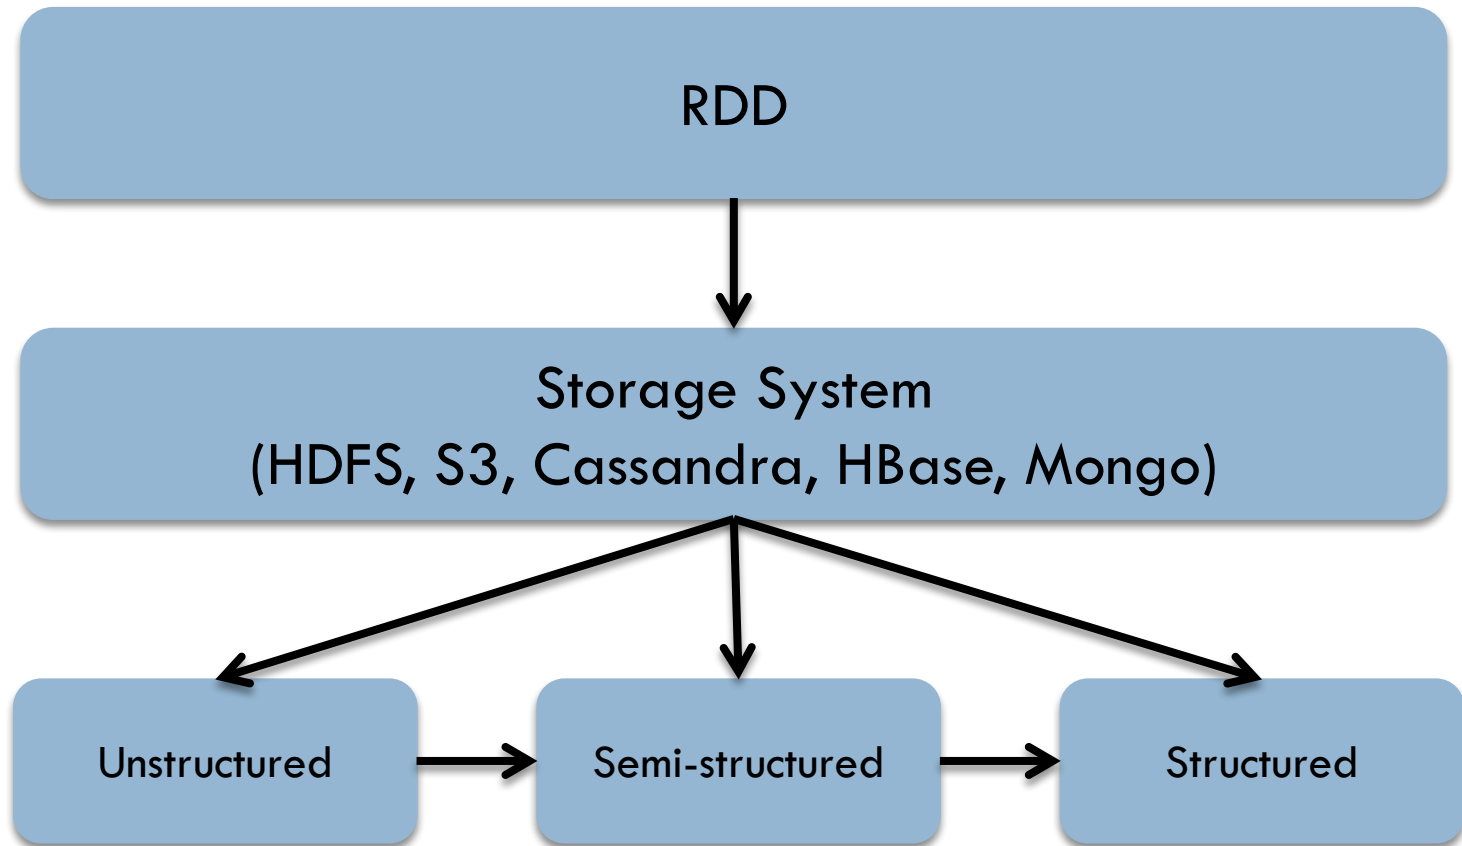 RDD
Storage System
(HDFS, S3, Cassandra, HBase, Mongo)
Unstructured
Semi-structured
Structured